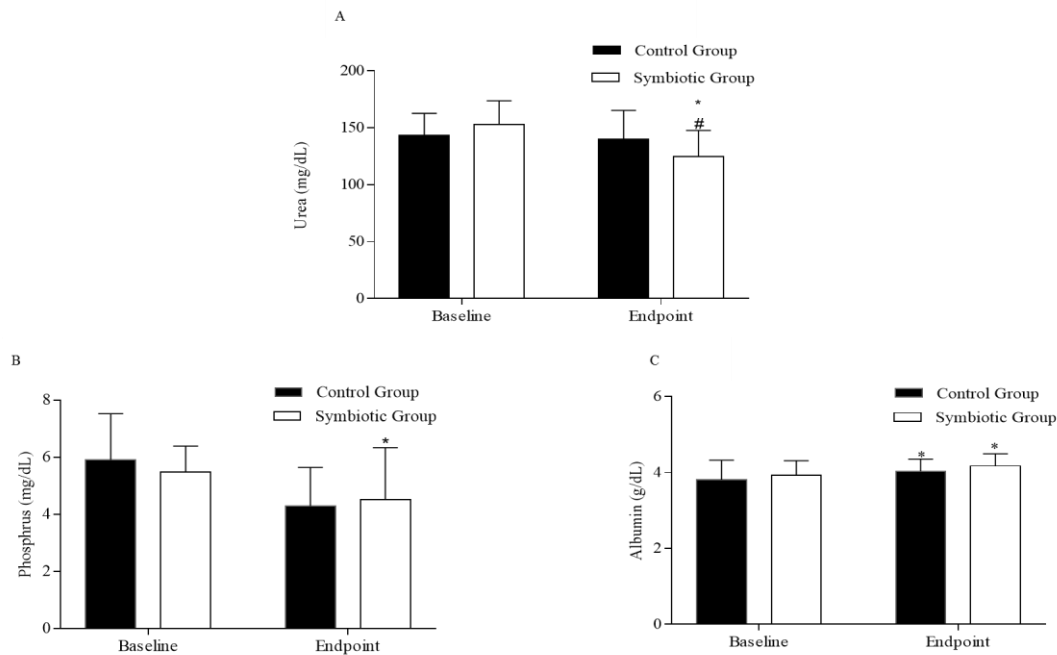 A
Control Group
Symbiotic Group
200
150
100
50
0
Urea (mg/dL)
*
#
Baseline
Endpoint
B
Control Group
Symbiotic Group
8
6
4
2
0
Phosphrus (mg/dL)
*
Baseline
Endpoint
C
Control Group
Symbiotic Group
6
4
2
0
Albumin (g/dL)
*
*
Baseline
Endpoint